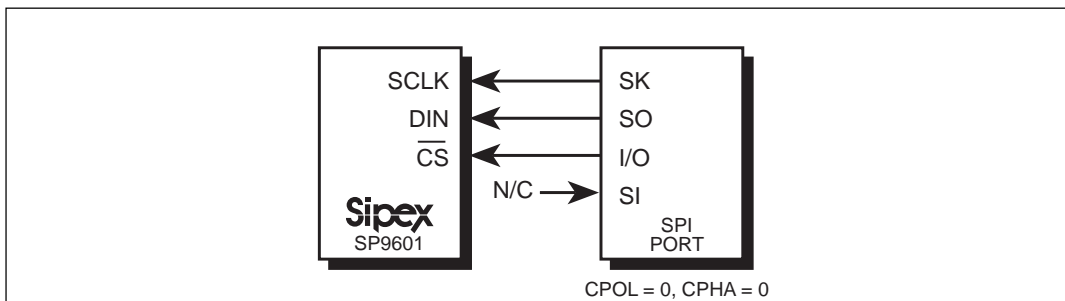 SCLK
SK
DIN
SO
CS
I/O
N/C
SI
Sipex
SP9601
SPI
PORT
CPOL = 0, CPHA = 0